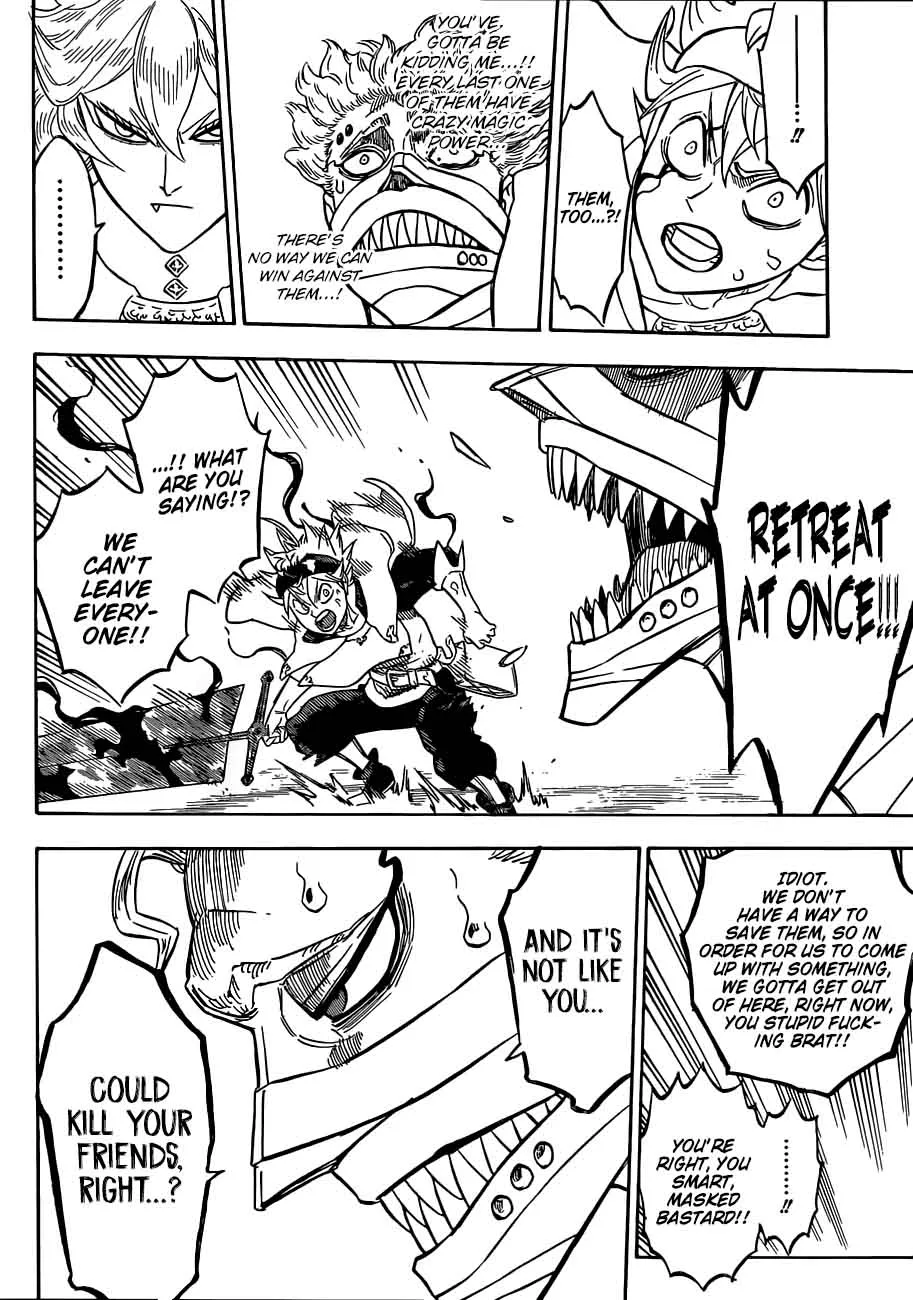 .........!!
THEM,
TOO...?!
YOU'VE
GOTTA BE
KIDDING ME...!!
EVERY LAST ONE
OF THEM HAVE
CRAZY MAGIC
POWER...
THERE'S
NO WAY WE CAN
WIN AGAINST
THEM...!
.........
RETREAT
AT ONCE!!!
...!! WHAT
ARE YOU
SAYING!?
WE
CAN'T
LEAVE
EVERY-
ONE!!
IDIOT.
WE DON'T
HAVE A WAY TO
SAVE THEM, SO IN
ORDER FOR US TO COME
UP WITH SOMETHING,
WE GOTTA GET OUT
OF HERE, RIGHT NOW,
YOU STUPID FUCK-
ING BRAT!!
.........!!
YOU'RE
RIGHT, YOU
SMART,
MASKED
BASTARD!!
AND IT'S
NOT LIKE
YOU...
COULD
KILL YOUR
FRIENDS,
RIGHT...?